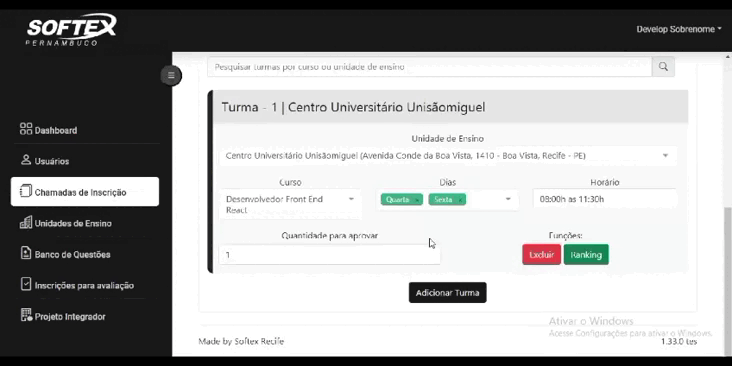 SOFTEX
PERNAMBUCO
Develop Sobrenome
Pesquisar turmas por curso ou unidade de ensino
Turma - 1 | Centro Universitário Unisãomiguel
Dashboard
Usuários
Chamadas de Inscrição
Unidades de Ensino
Banco de Questões
Inscrições para avaliação
Projeto Integrador
Unidade de Ensino
Centro Universitário Unisãomiguel (Avenida Conde da Boa Vista, 1410 - Boa Vista, Recife - PE)
Curso
Dias
Horário
Desenvolvedor Front End
React
Quarta
Sexta
08:00h as 11:30h
Quantidade para aprovar
Funções:
1
Excluir
Ranking
Adicionar Turma
Ativar o Windows
Acesse Configurações para ativar o Windows.
Made by Softex Recife
1.33.0 tes